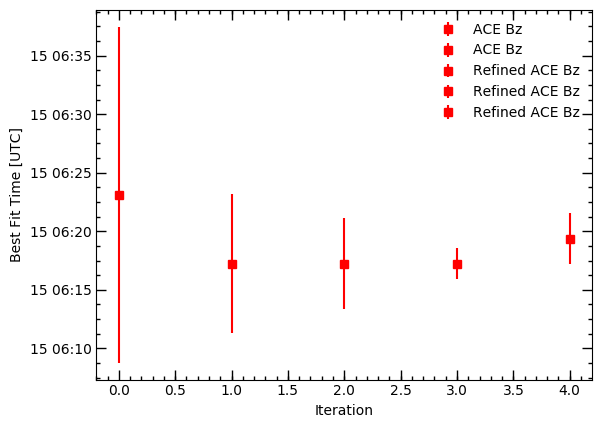 ACE Bz
ACE Bz
Refined ACE Bz
Refined ACE Bz
Refined ACE Bz
Best Fit Time [UTC]
15 06:35
15 06:30
15 06:25
15 06:20
15 06:15
15 06:10
0.0 0.5 1.0 1.5 2.0 2.5 3.0 3.5 4.0
Iteration